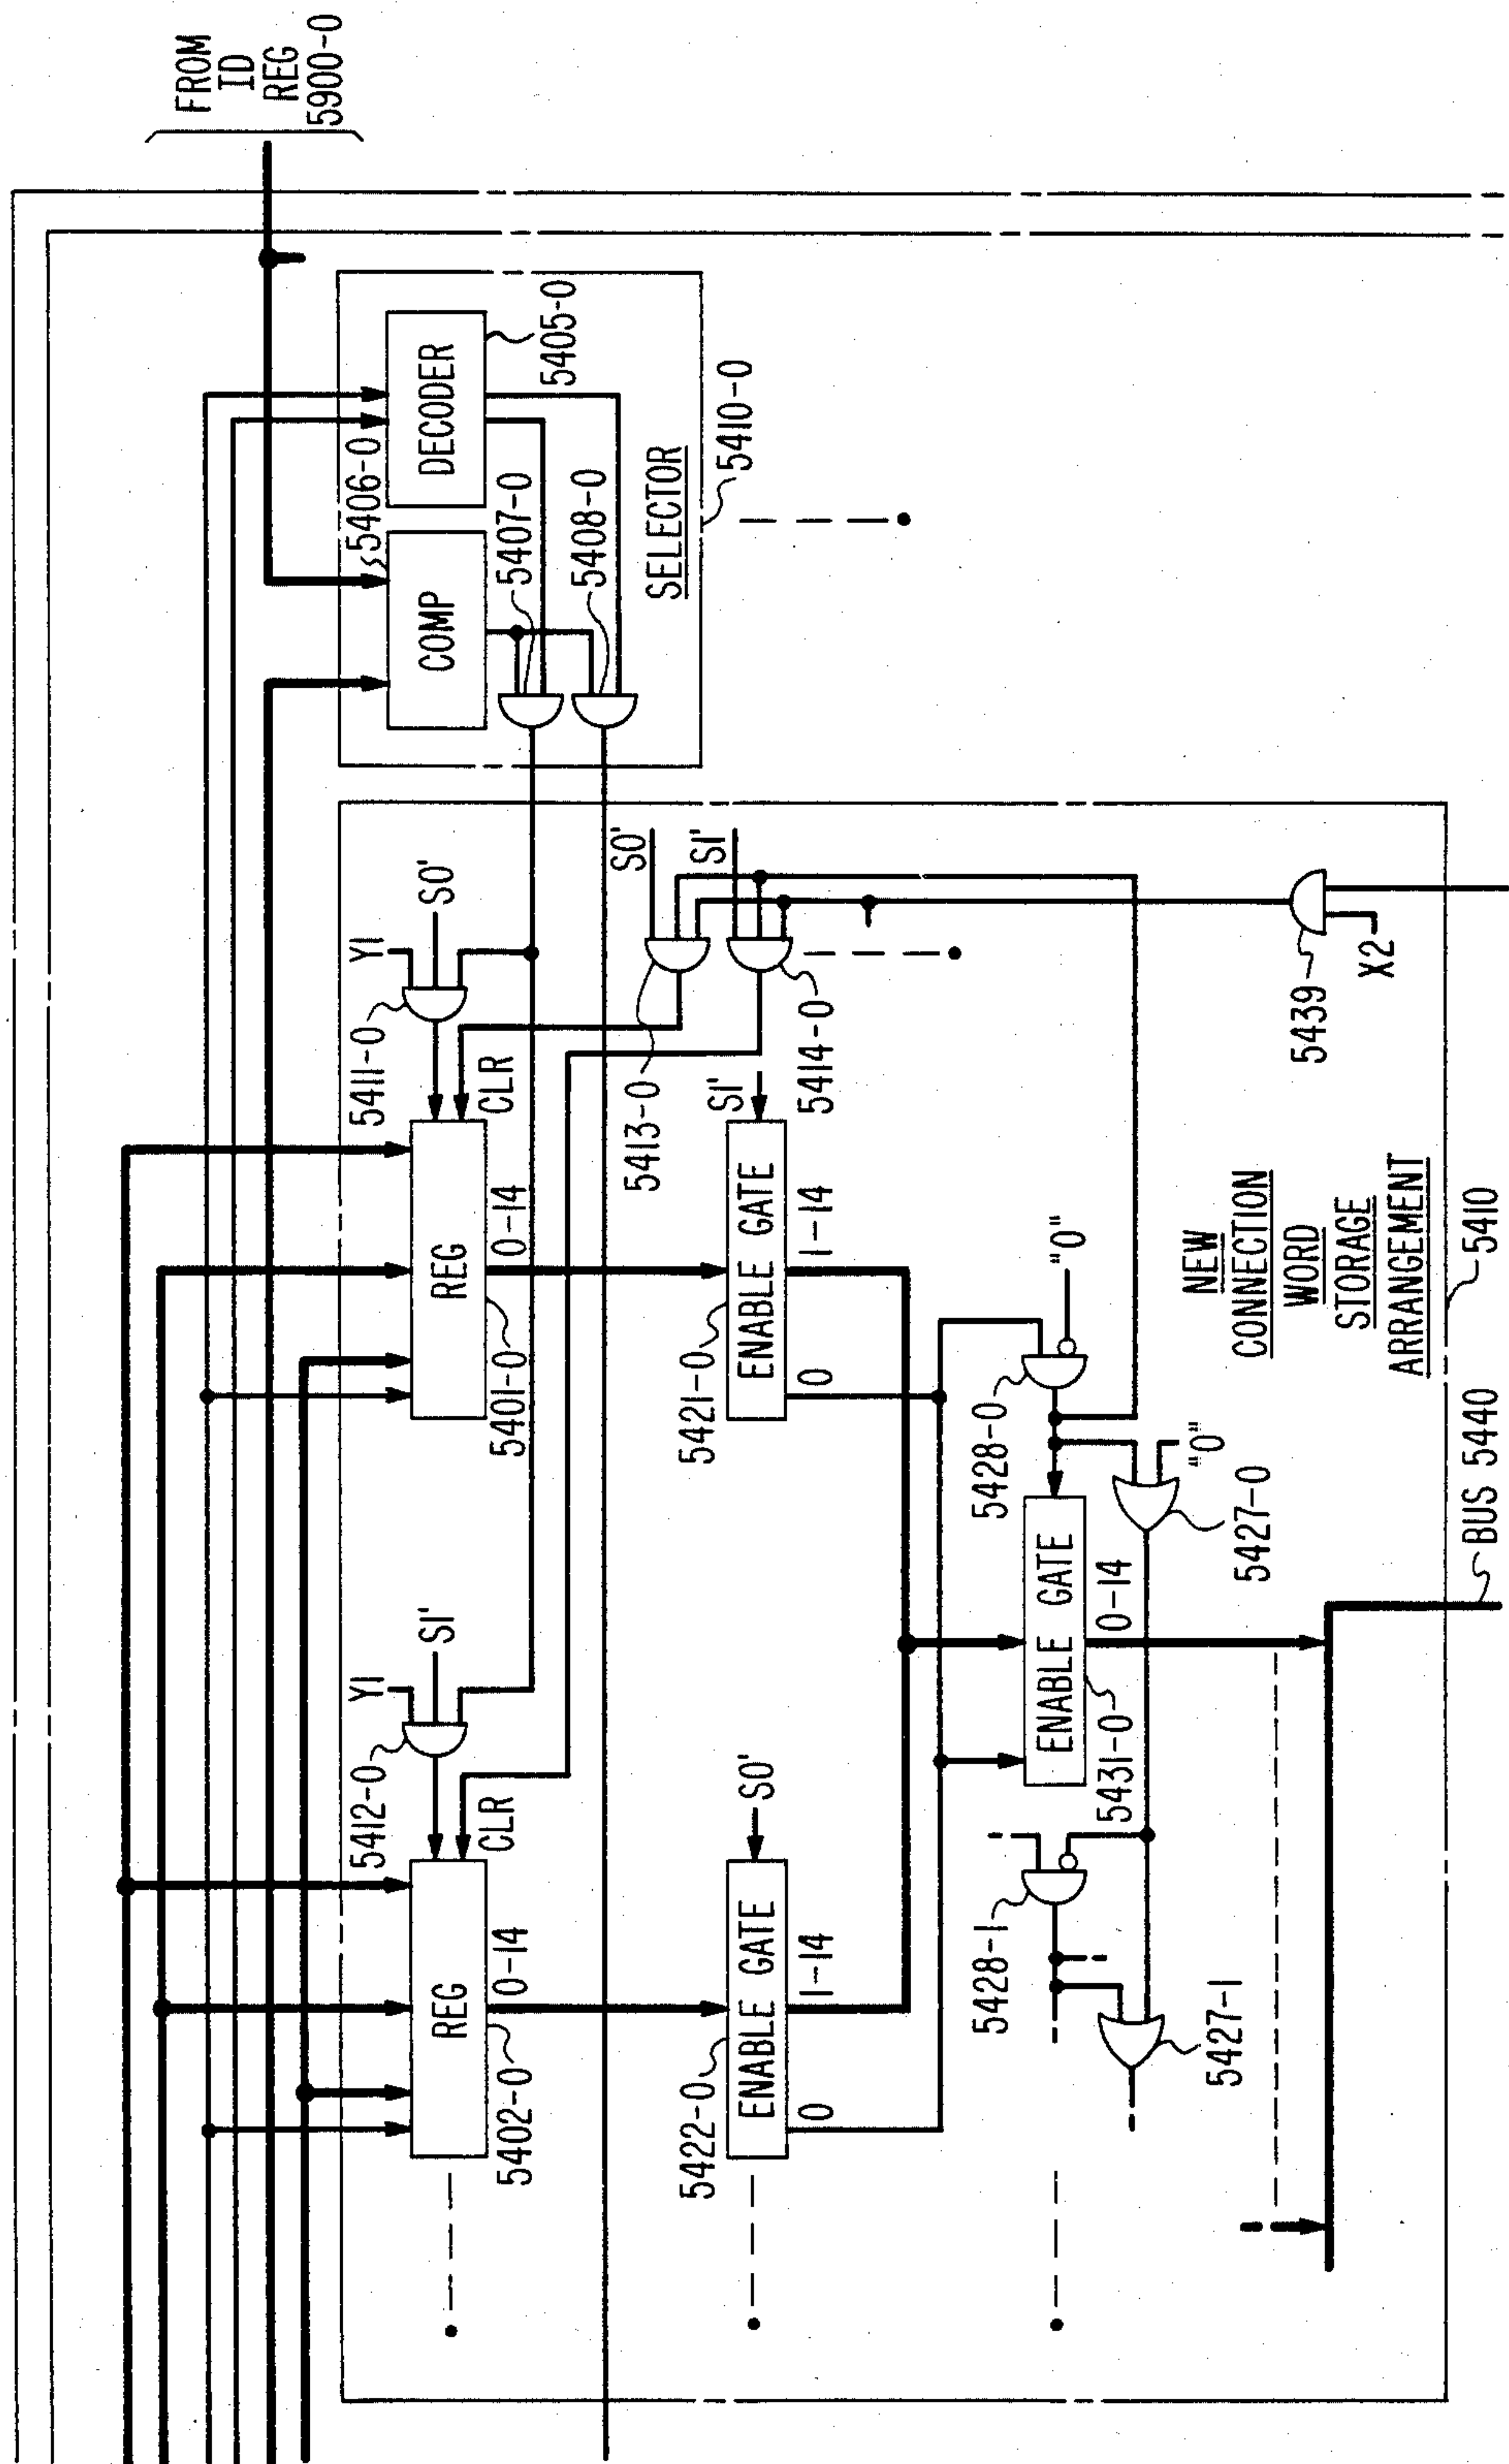 FROM
ID
REG
5900-0
DECODER
5405-0
5406-0
COMP
5407-0
5408-0
SELECTOR
5410-0
Y1
S0'
5411-0
CLR
REG
0-14
5401-0
Y1
S1'
5412-0
CLR
REG
0-14
5402-0
S0'
S1'
5413-0
5414-0
S1'
ENABLE GATE
5421-0
0
1-14
S0'
ENABLE GATE
5422-0
0
1-14
"0"
5428-0
ENABLE GATE
5431-0
0-14
"0"
5427-0
5428-1
5427-1
5439
X2
NEW
CONNECTION
WORD
STORAGE
ARRANGEMENT
5410
BUS 5440